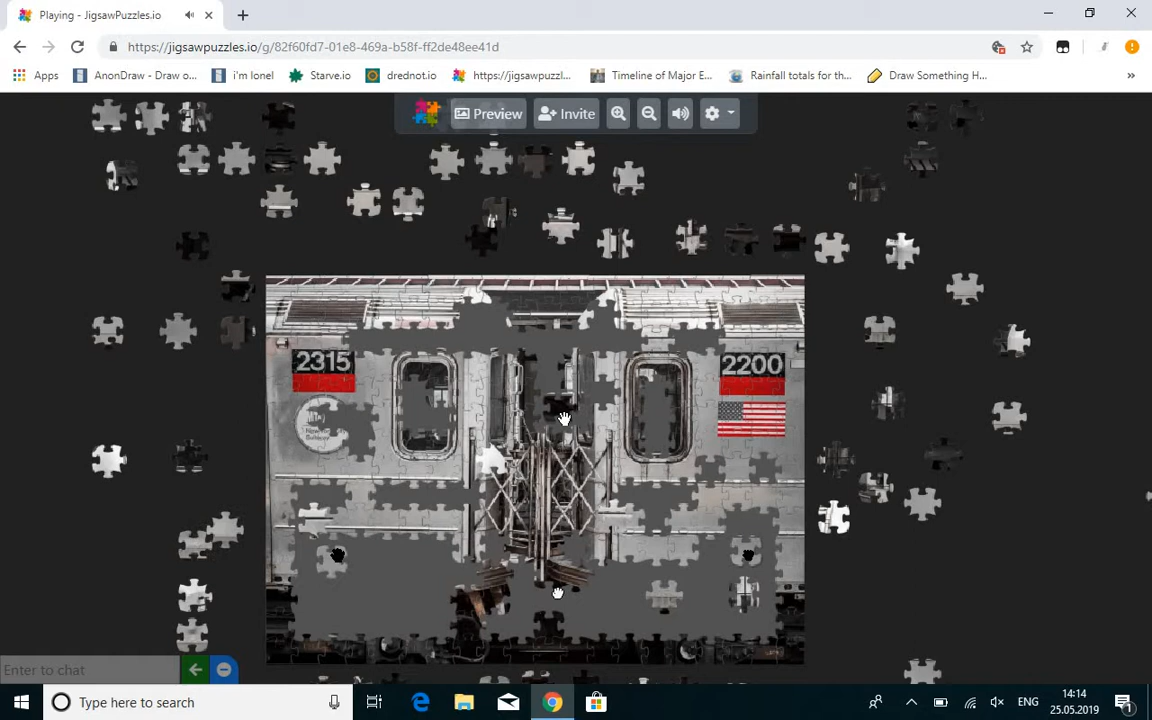 Playing - JigsawPuzzles.io
https://jigsawpuzzles.io/g/82f60fd7-01e8-469a-b58f-ff2de48ee41d
Apps AnonDraw - Draw o... i'm lonel Starve.io drednot.io https://jigsawpuzzl... Timeline of Major E... Rainfall totals for th... Draw Something H... »
Preview Invite
2315 2200
Enter to chat
Type here to search
ENG 14:14
25.05.2019
1